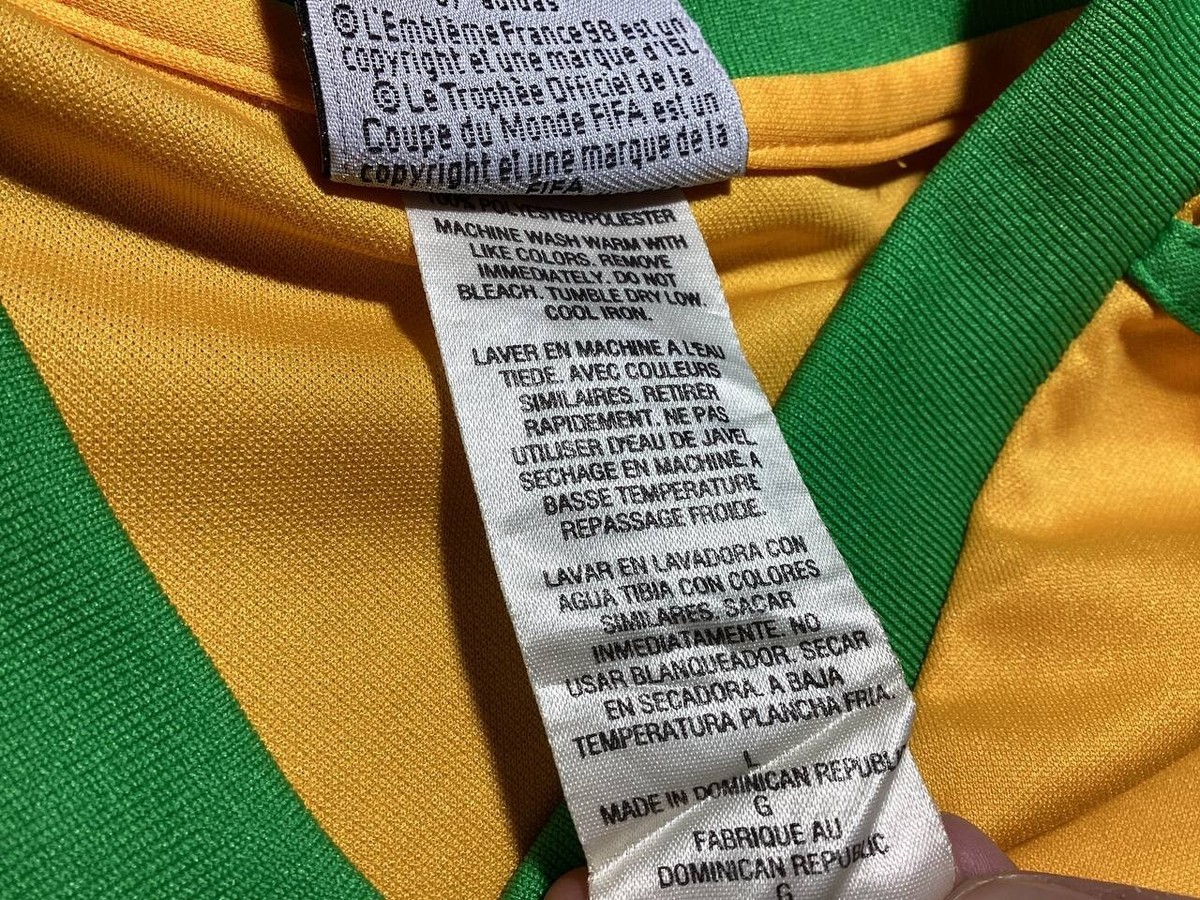 adidas
©L'Emblème France 98 est un
copyright et une marque d'ISL
©Le Trophée Officiel de la
Coupe du Monde FIFA est un
copyright et une marque de la
FIFA
100% POLYESTER/POLIESTER
MACHINE WASH WARM WITH
LIKE COLORS. REMOVE
IMMEDIATELY. DO NOT
BLEACH. TUMBLE DRY LOW.
COOL IRON.
LAVER EN MACHINE A L'EAU
TIEDE. AVEC COULEURS
SIMILAIRES. RETIRER
RAPIDEMENT. NE PAS
UTILISER D'EAU DE JAVEL.
SECHAGE EN MACHINE. A
BASSE TEMPERATURE
REPASSAGE FROIDE.
LAVAR EN LAVADORA CON
AGUA TIBIA CON COLORES
SIMILARES. SACAR
INMEDIATAMENTE. NO
USAR BLANQUEADOR. SECAR
EN SECADORA. A BAJA
TEMPERATURA PLANCHA FRIA.
L
MADE IN DOMINICAN REPUBLI
G
FABRIQUE AU
DOMINICAN REPUBLIC
G